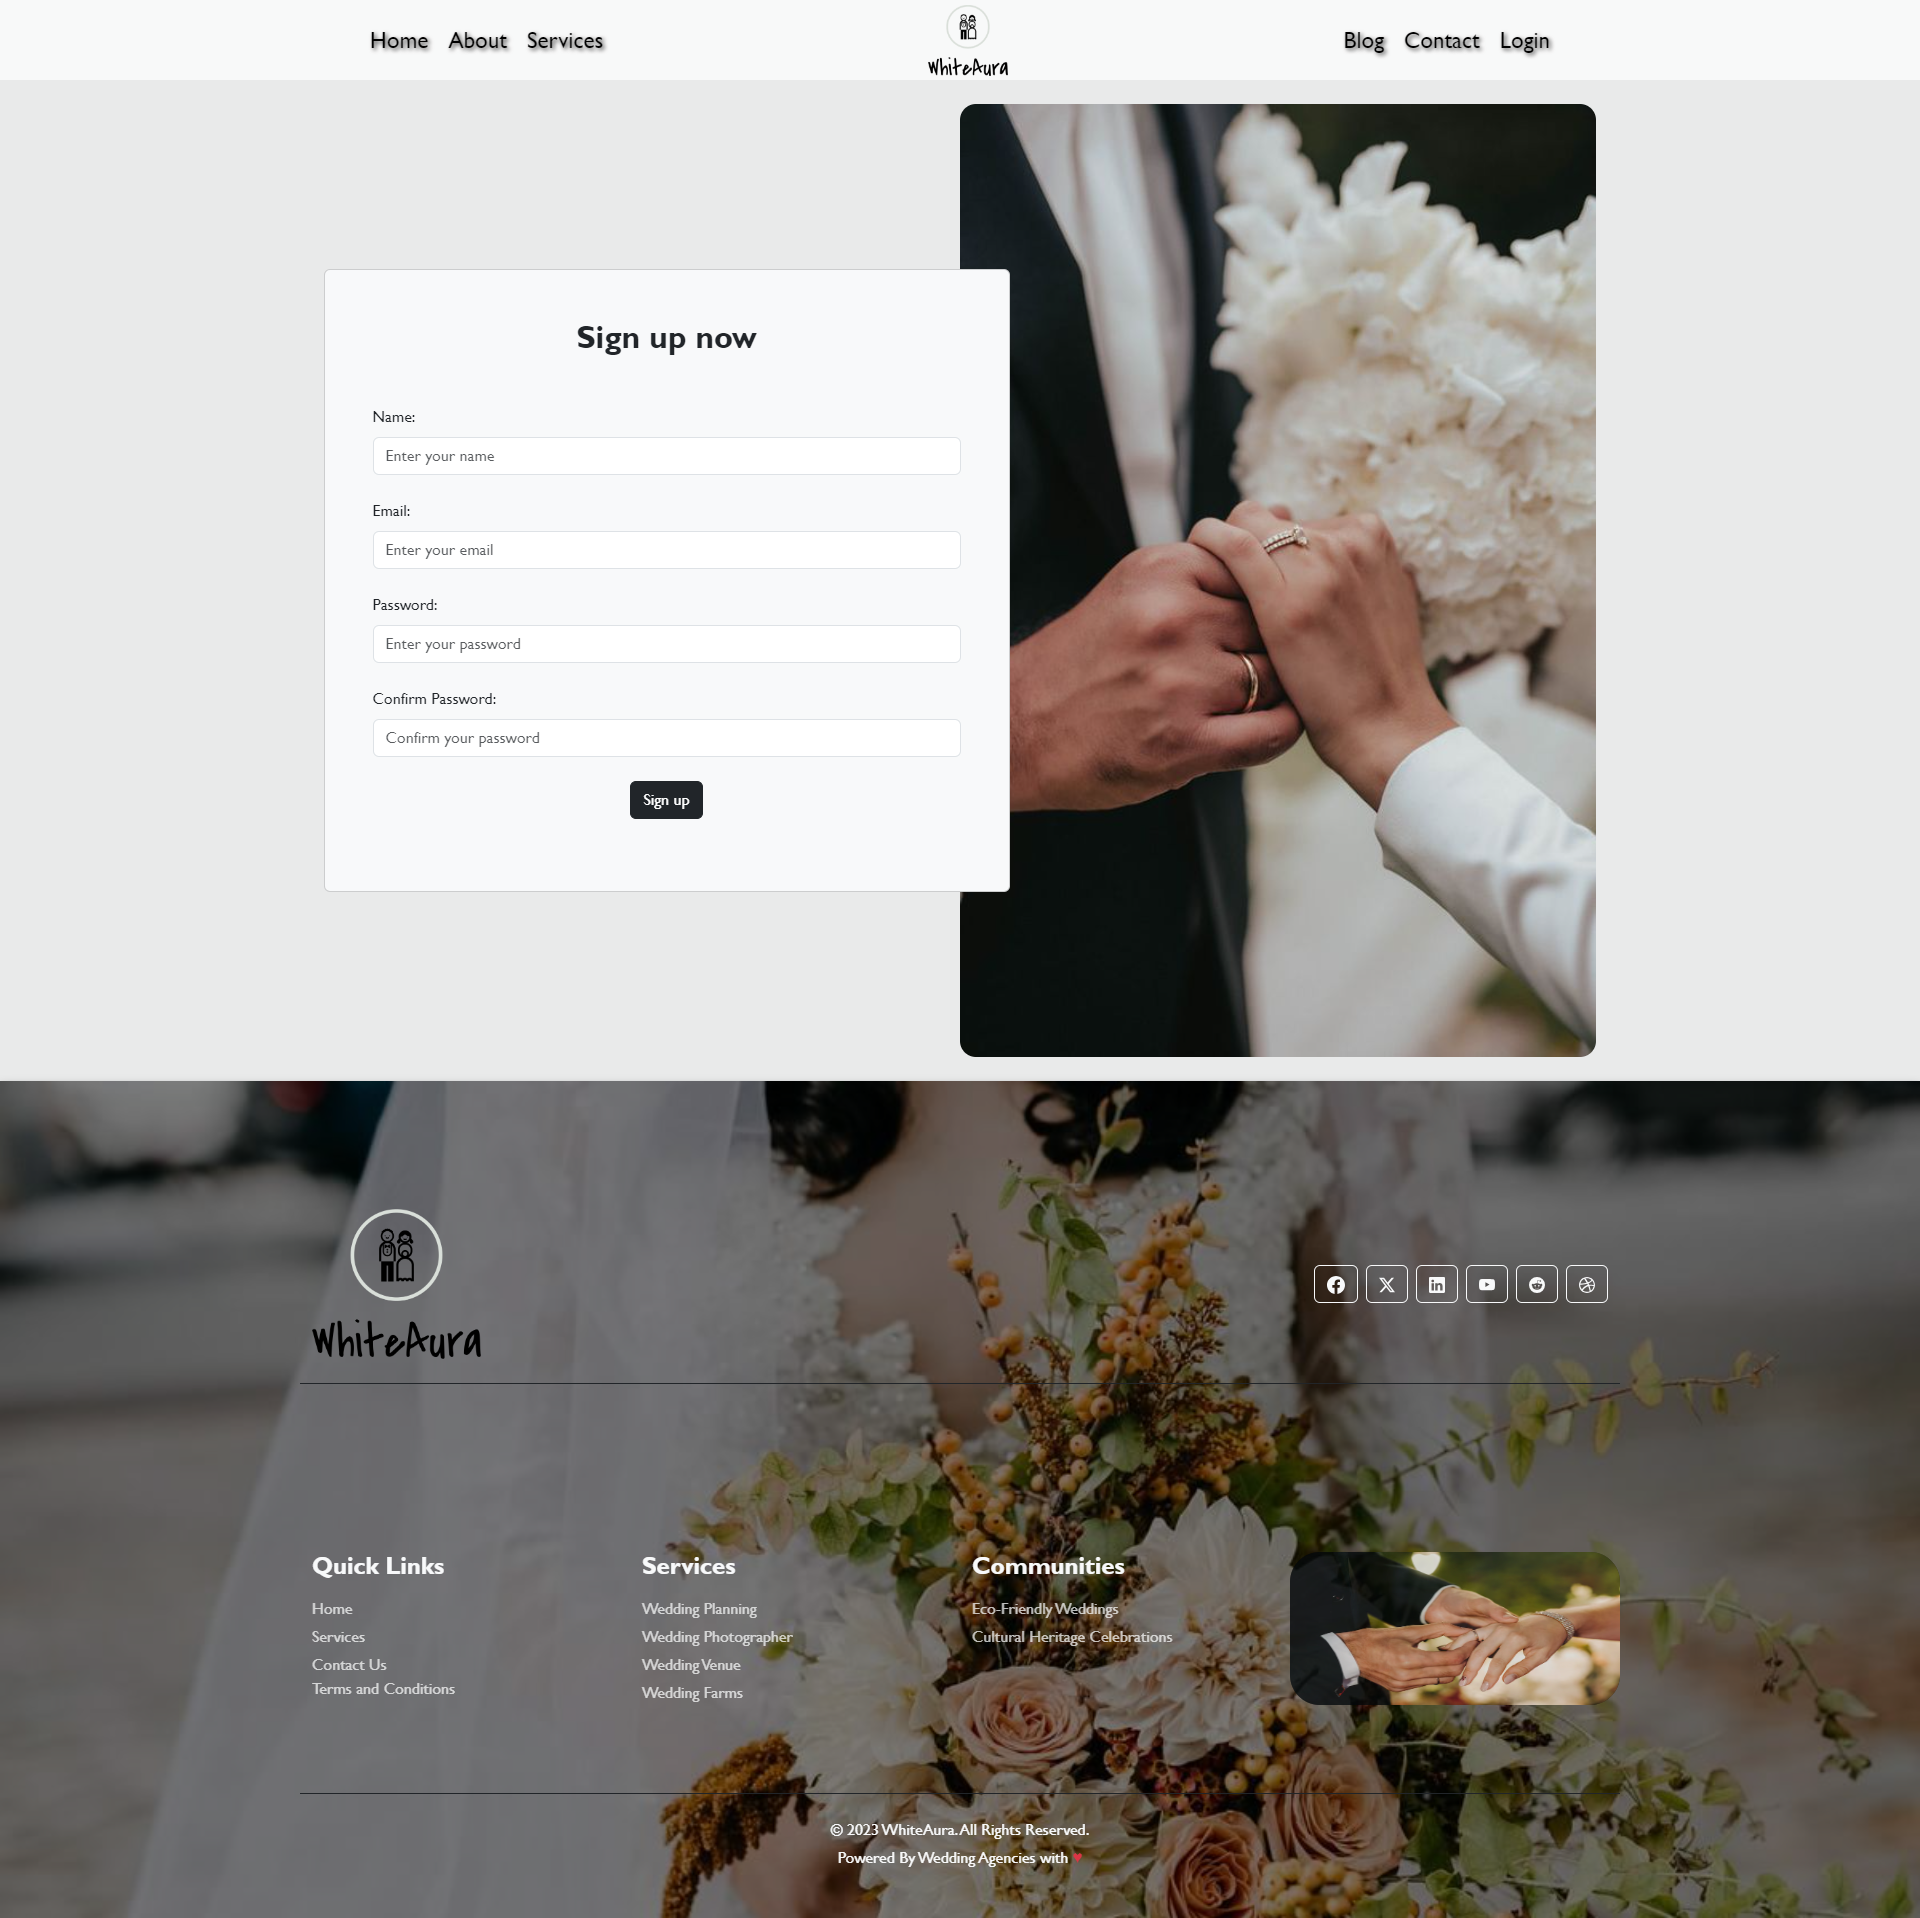 Home About Services
WhiteAura
Blog Contact Login
Sign up now
Name:
Enter your name
Email:
Enter your email
Password:
Enter your password
Confirm Password:
Confirm your password
Sign up
WhiteAura
Quick Links
Home
Services
Contact Us
Terms and Conditions
Services
Wedding Planning
Wedding Photographer
Wedding Venue
Wedding Farms
Communities
Eco-Friendly Weddings
Cultural Heritage Celebrations
© 2023 WhiteAura. All Rights Reserved.
Powered By Wedding Agencies with ♥